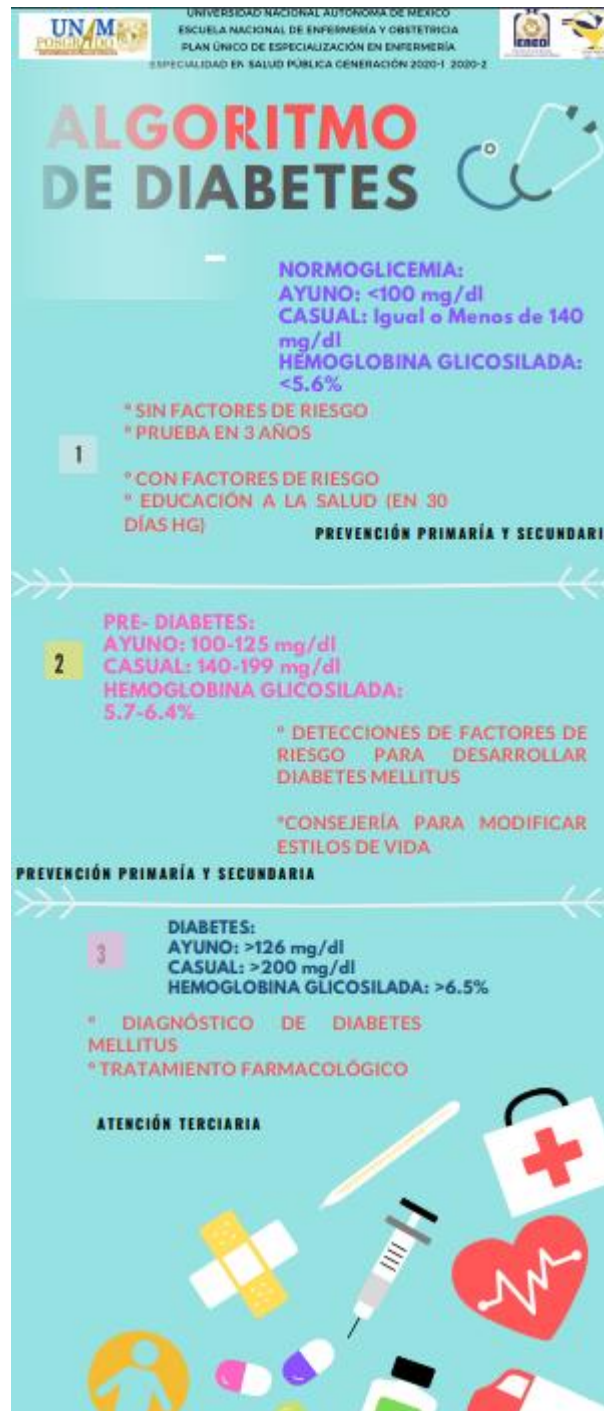 UNIVERSIDAD NACIONAL AUTÓNOMA DE MÉXICO
ESCUELA NACIONAL DE ENFERMERÍA Y OBSTETRICIA
PLAN ÚNICO DE ESPECIALIZACIÓN EN ENFERMERÍA
ESPECIALIDAD EN SALUD PÚBLICA GENERACIÓN 2020-1 2020-2
UNAM
POSGRADO
ALGORITMO
DE DIABETES
NORMOGLICEMIA:
AYUNO: <100 mg/dl
CASUAL: Igual o Menos de 140
mg/dl
HEMOGLOBINA GLICOSILADA:
<5.6%
1
° SIN FACTORES DE RIESGO
° PRUEBA EN 3 AÑOS
° CON FACTORES DE RIESGO
° EDUCACIÓN A LA SALUD (EN 30
DÍAS HG)
PREVENCIÓN PRIMARÍA Y SECUNDARI
2
PRE- DIABETES:
AYUNO: 100-125 mg/dl
CASUAL: 140-199 mg/dl
HEMOGLOBINA GLICOSILADA:
5.7-6.4%
° DETECCIONES DE FACTORES DE
RIESGO PARA DESARROLLAR
DIABETES MELLITUS
°CONSEJERÍA PARA MODIFICAR
ESTILOS DE VIDA
PREVENCIÓN PRIMARÍA Y SECUNDARIA
3
DIABETES:
AYUNO: >126 mg/dl
CASUAL: >200 mg/dl
HEMOGLOBINA GLICOSILADA: >6.5%
° DIAGNÓSTICO DE DIABETES
MELLITUS
° TRATAMIENTO FARMACOLÓGICO
ATENCIÓN TERCIARIA